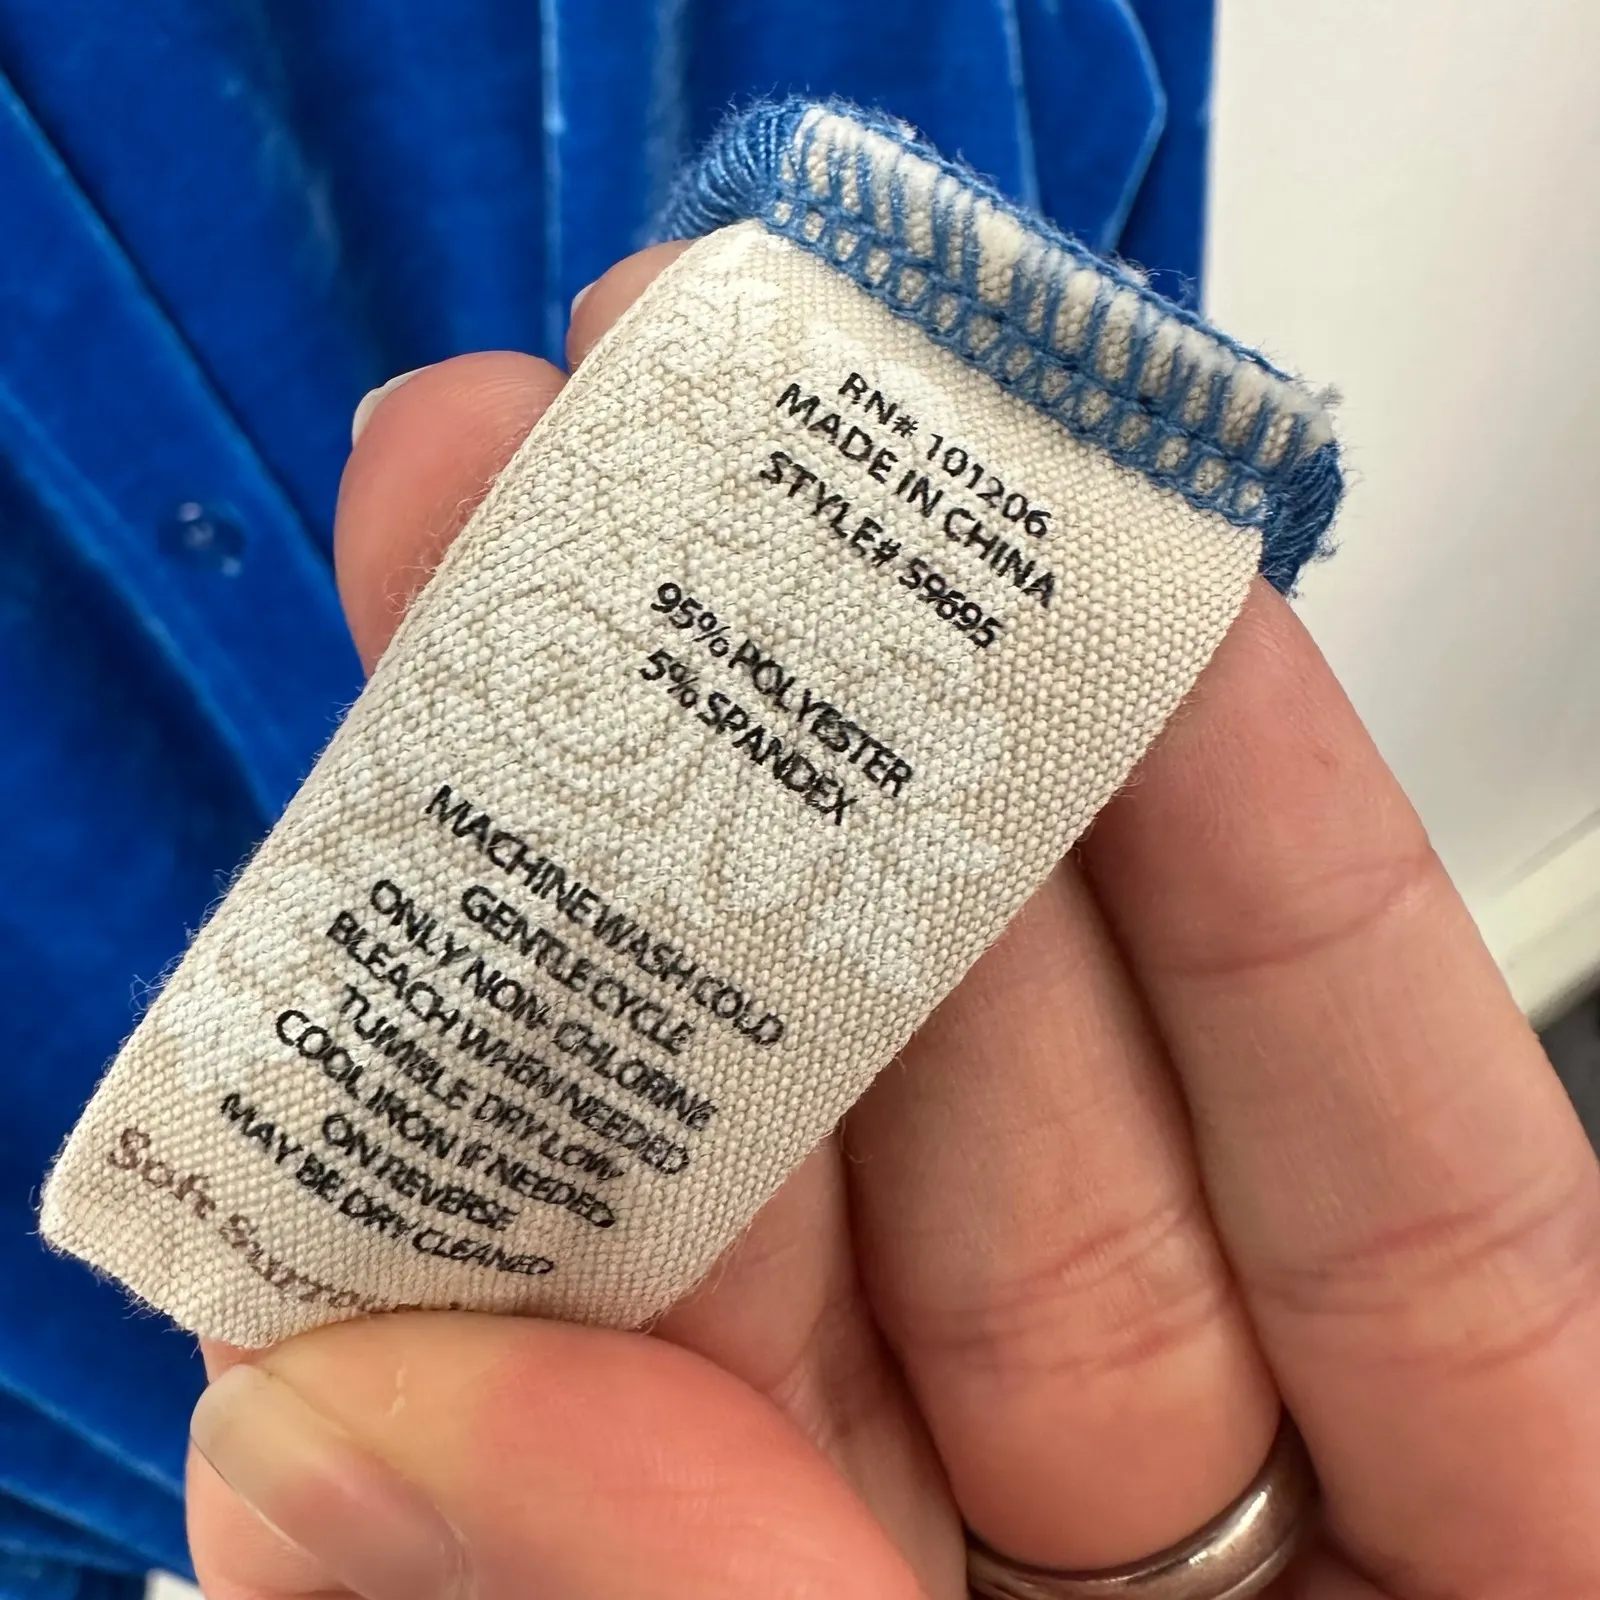 RN# 101206
MADE IN CHINA
STYLE# 59695
95% POLYESTER
5% SPANDEX
MACHINE WASH COLD
GENTLE CYCLE
ONLY NON-CHLORINE
BLEACH WHEN NEEDED
TUMBLE DRY LOW
COOL IRON IF NEEDED
ON REVERSE
MAY BE DRY CLEANED
Soft